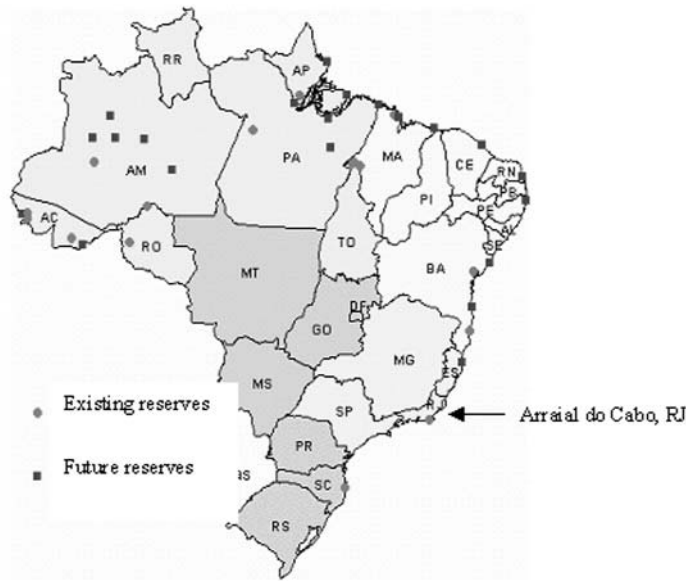 RR
AP
AM
PA
MA
CE
RN
PB
PE
AL
SE
PI
AC
RO
TO
BA
MT
DF
GO
MG
ES
MS
SP
RJ
Arraial do Cabo, RJ
Existing reserves
PR
Future reserves
SC
RS